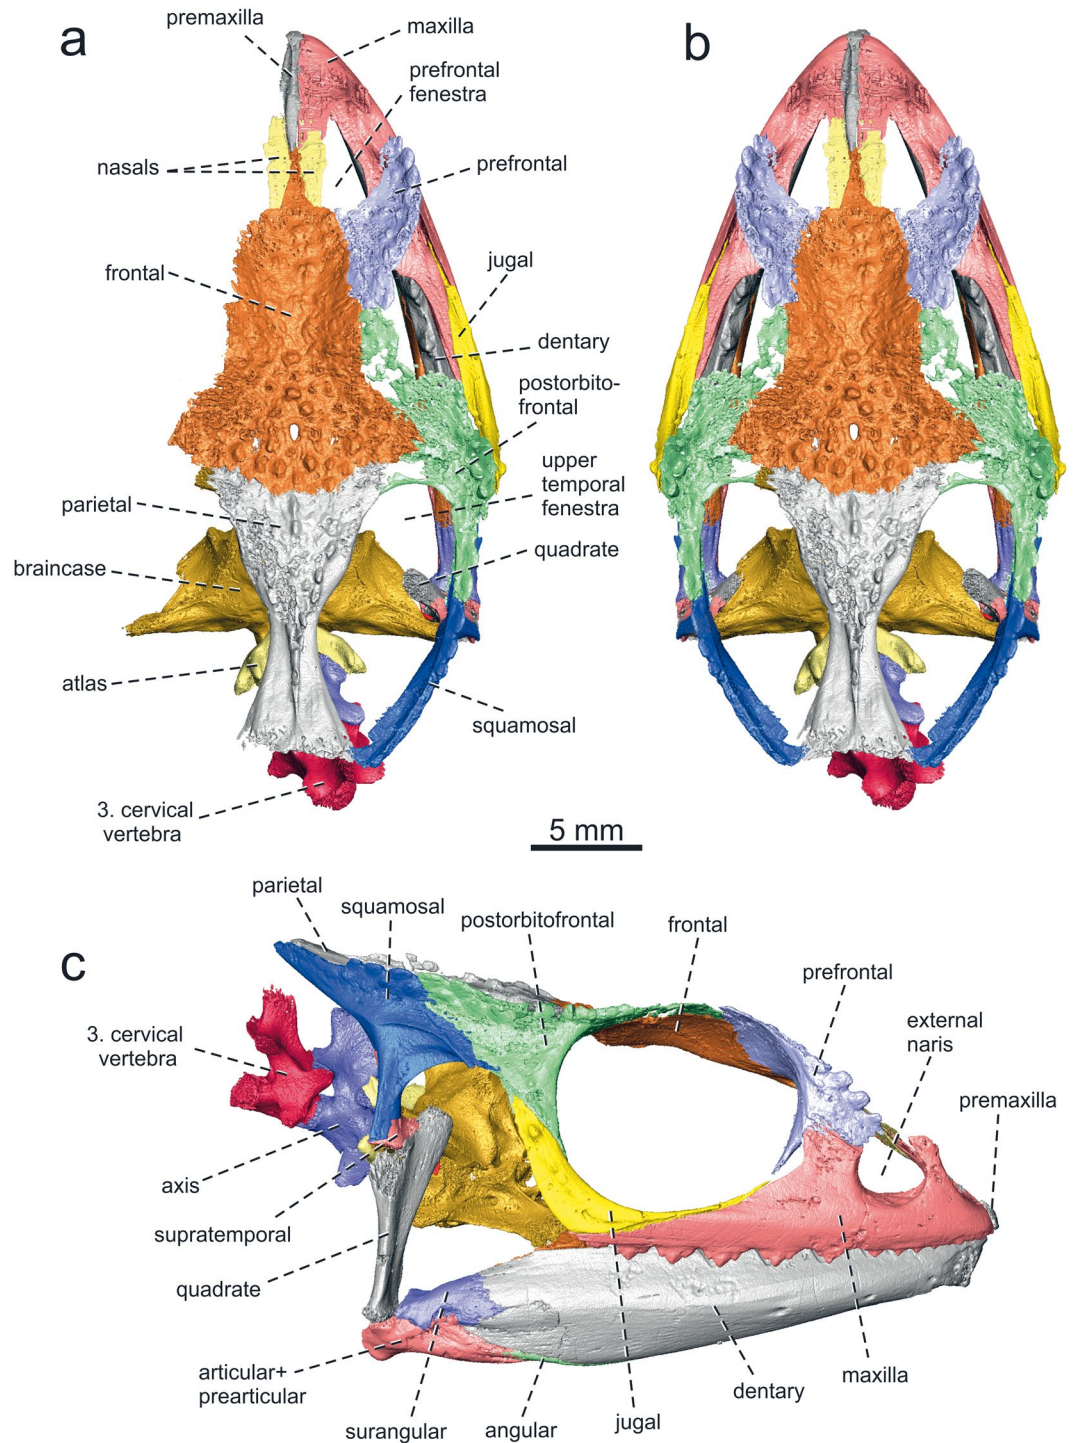 a
premaxilla
maxilla
prefrontal
fenestra
nasals
prefrontal
frontal
jugal
dentary
postorbito-
frontal
upper
temporal
fenestra
parietal
quadrate
braincase
atlas
squamosal
3. cervical
vertebra
b
5 mm
c
parietal
squamosal
postorbitofrontal
frontal
prefrontal
external
naris
premaxilla
3. cervical
vertebra
axis
supratemporal
quadrate
articular+
prearticular
surangular
angular
jugal
dentary
maxilla